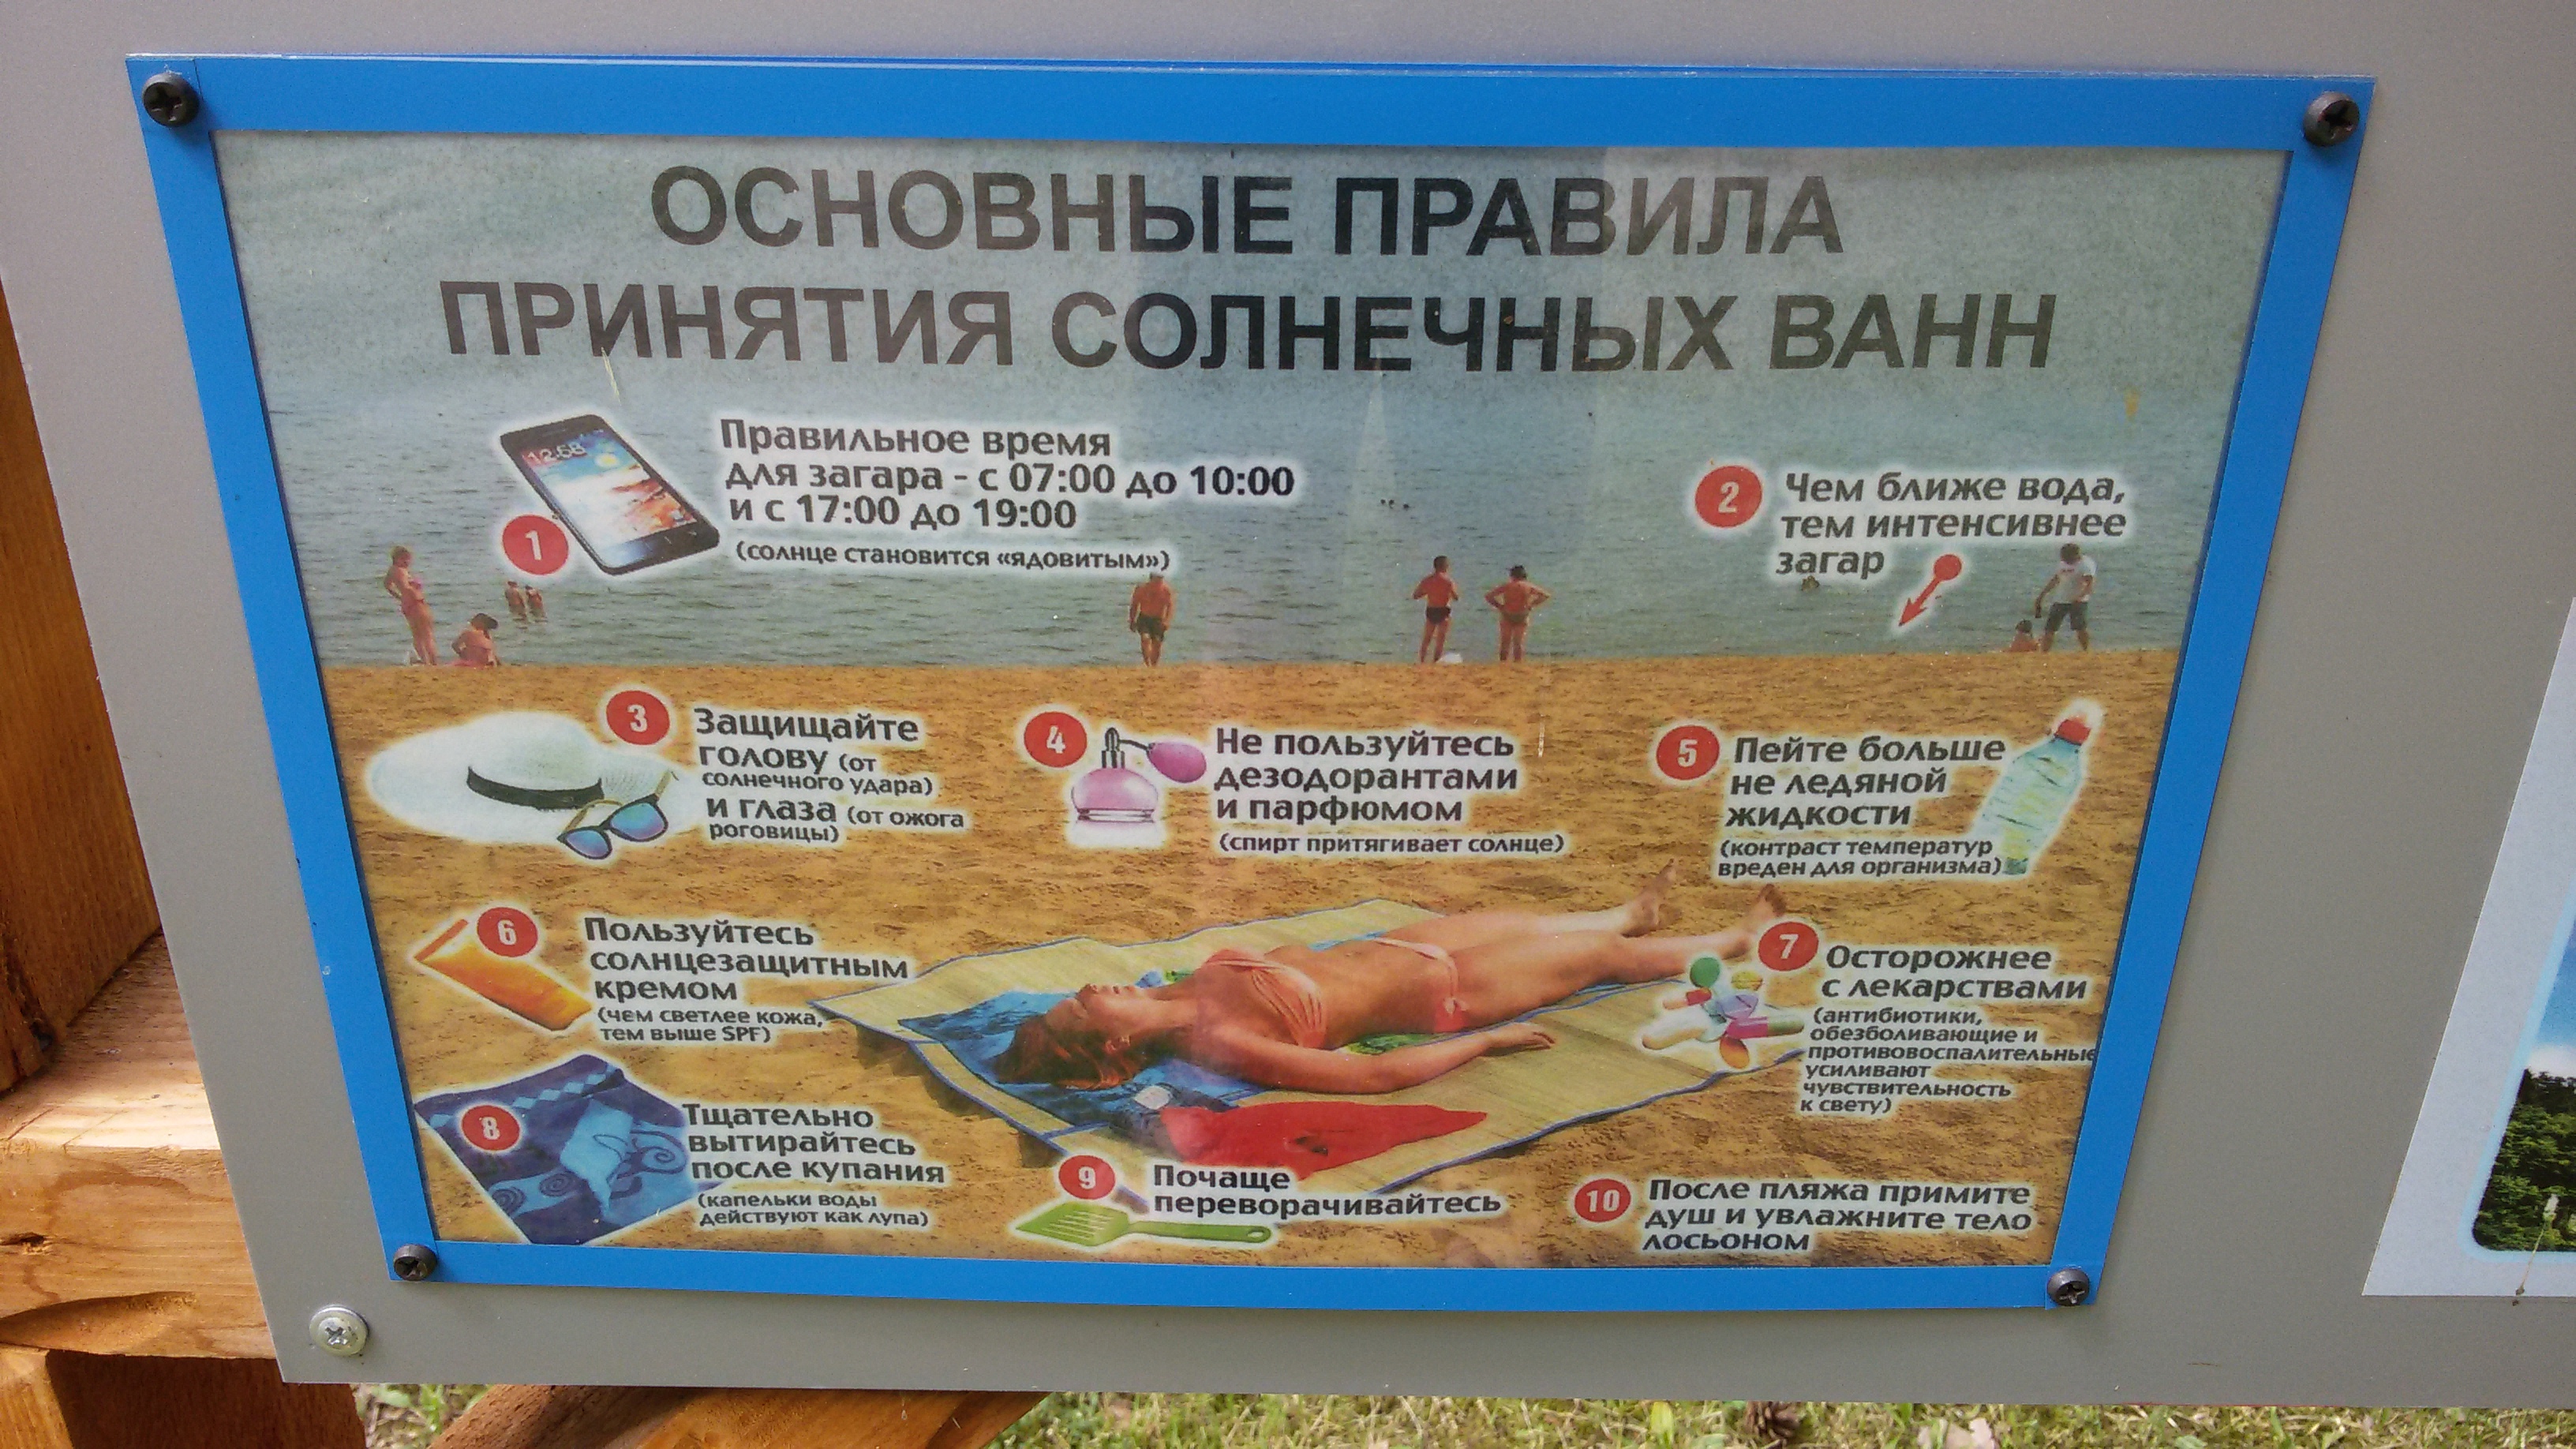 ОСНОВНЫЕ ПРАВИЛА
ПРИНЯТИЯ СОЛНЕЧНЫХ ВАНН
12:58
1
Правильное время
для загара - с 07:00 до 10:00
и с 17:00 до 19:00
(солнце становится «ядовитым»)
2
Чем ближе вода,
тем интенсивнее
загар
3
Защищайте
голову (от
солнечного удара)
и глаза (от ожога
роговицы)
4
Не пользуйтесь
дезодорантами
и парфюмом
(спирт притягивает солнце)
5
Пейте больше
не ледяной
жидкости
(контраст температур
вреден для организма)
6
Пользуйтесь
солнцезащитным
кремом
(чем светлее кожа,
тем выше SPF)
7
Осторожнее
с лекарствами
(антибиотики,
обезболивающие и
противовоспалительные
усиливают
чувствительность
к свету)
8
Тщательно
вытирайтесь
после купания
(капельки воды
действуют как лупа)
9
Почаще
переворачивайтесь
10
После пляжа примите
душ и увлажните тело
лосьоном